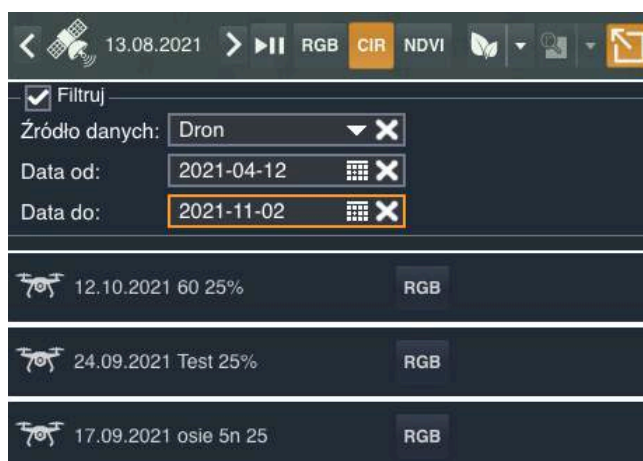 13.08.2021 RGB CIR NDVI
Filtruj
Źródło danych: Dron
Data od: 2021-04-12
Data do: 2021-11-02
12.10.2021 60 25% RGB
24.09.2021 Test 25% RGB
17.09.2021 osie 5n 25 RGB